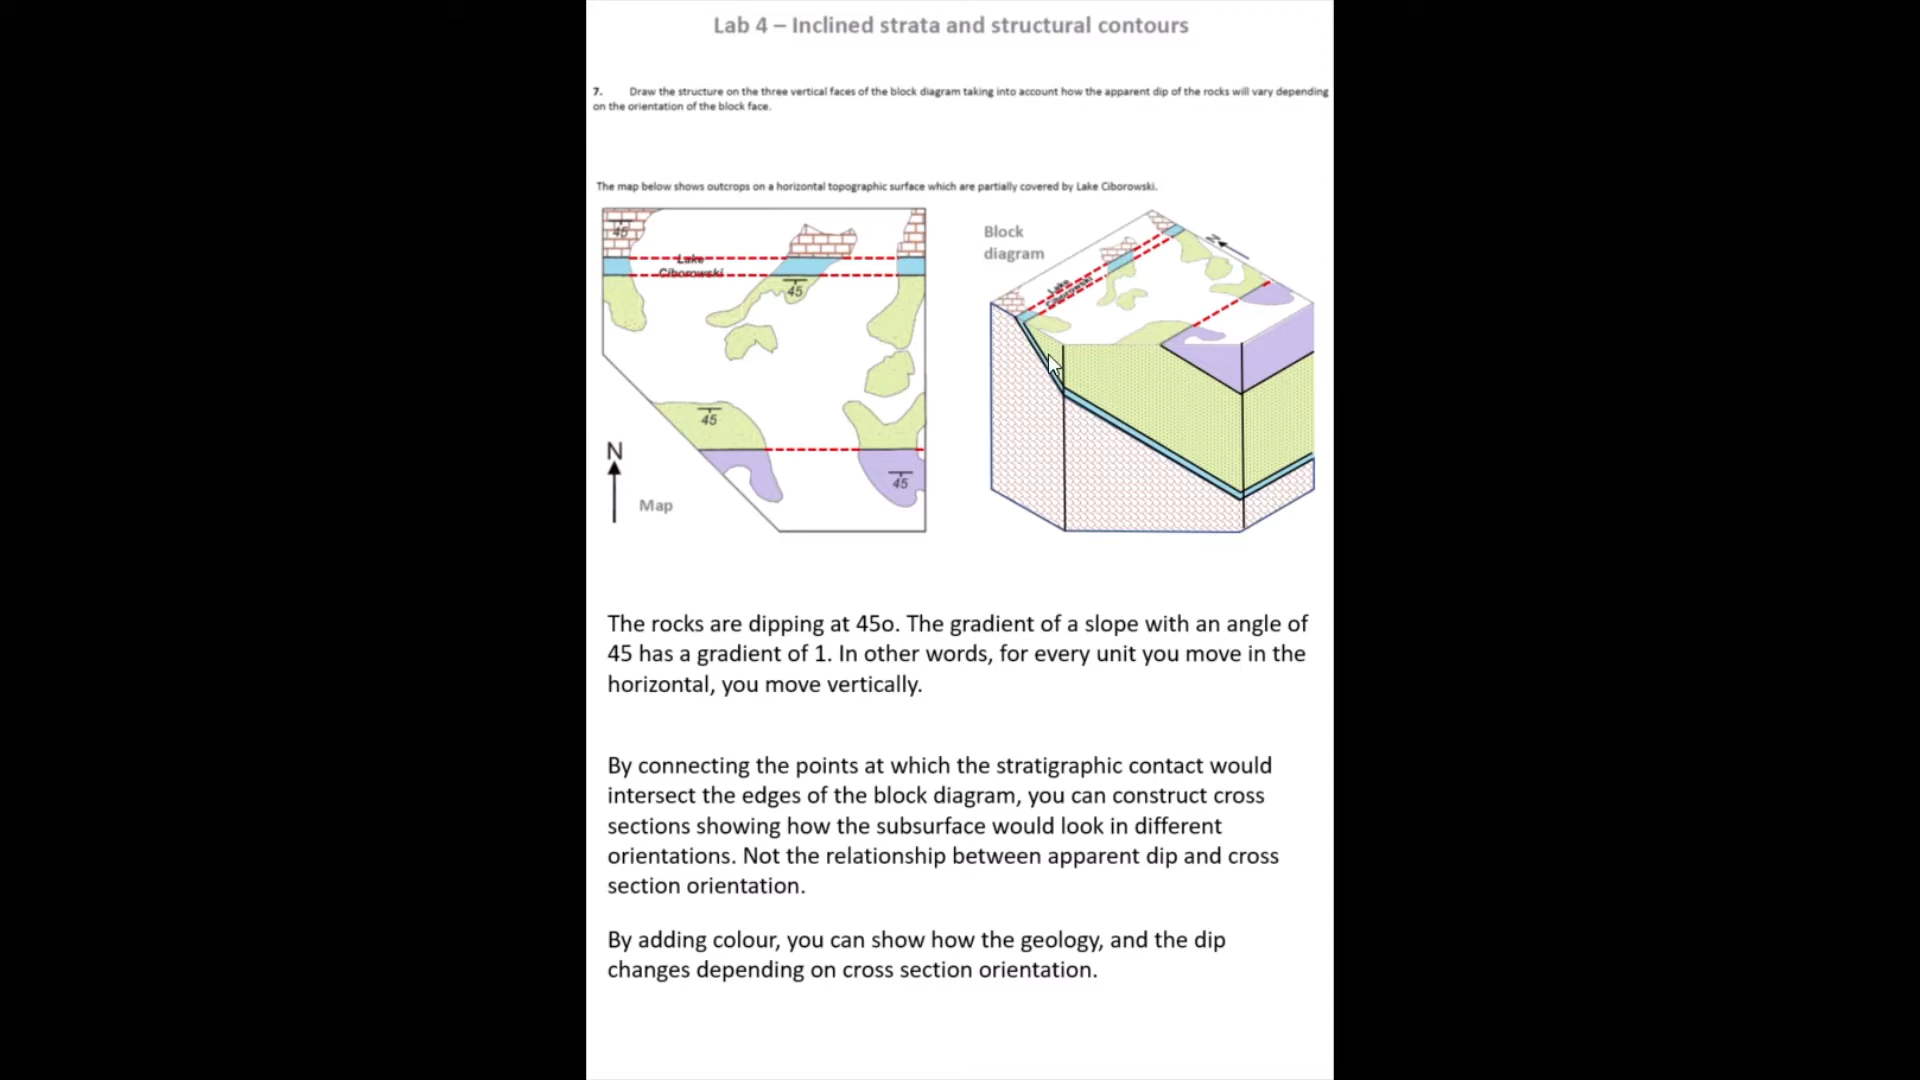 Lab 4 – Inclined strata and structural contours
7. Draw the structure on the three vertical faces of the block diagram taking into account how the apparent dip of the rocks will vary depending
on the orientation of the block face.
The map below shows outcrops on a horizontal topographic surface which are partially covered by Lake Ciborowski.
45
Lake
Ciborowski
45
45
45
N
Map
Block
diagram
N
Lake
Ciborowski
The rocks are dipping at 45o. The gradient of a slope with an angle of
45 has a gradient of 1. In other words, for every unit you move in the
horizontal, you move vertically.
By connecting the points at which the stratigraphic contact would
intersect the edges of the block diagram, you can construct cross
sections showing how the subsurface would look in different
orientations. Not the relationship between apparent dip and cross
section orientation.
By adding colour, you can show how the geology, and the dip
changes depending on cross section orientation.